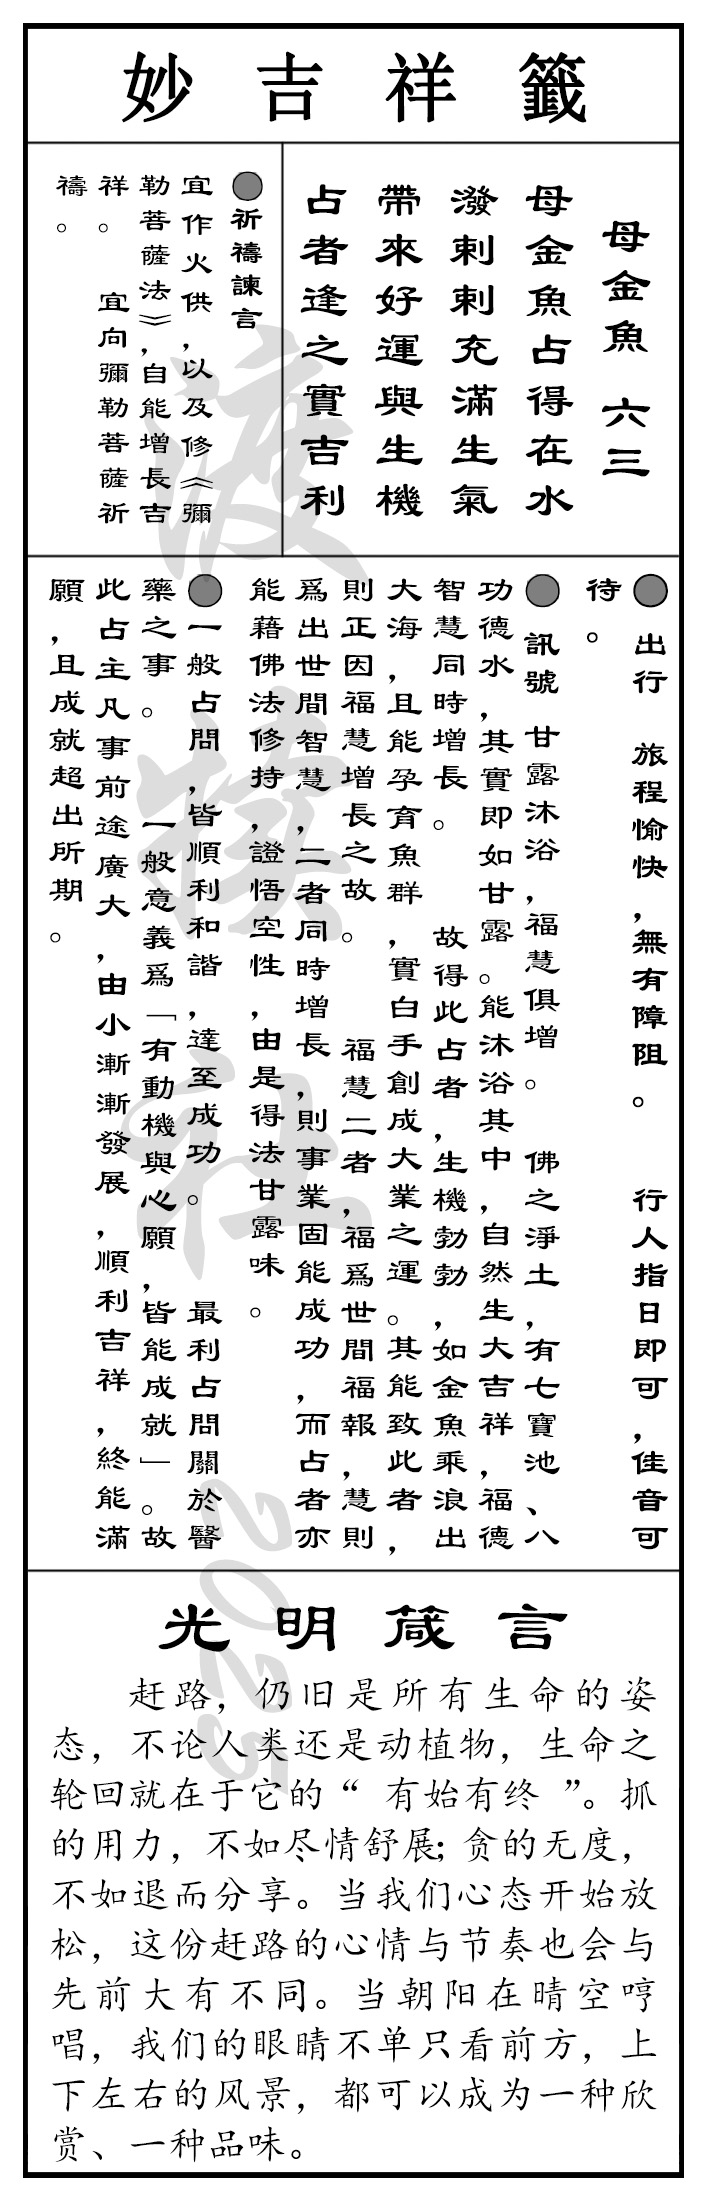 妙吉祥籤
母金魚 六三
母金魚占得在水
潑剌剌充滿生氣
帶來好運與生機
占者逢之實吉利
●祈禱諫言
宜作火供，以及修《彌
勒菩薩法》，自能增長吉
祥。 宜向彌勒菩薩祈
禱。
● 出行 旅程愉快，無有障阻。 行人指日即可，佳音可
待。
● 訊號 甘露沐浴，福慧俱增。 佛之淨土，有七寶池、八
功德水，其實即如甘露。能沐浴其中，自然生大吉祥，福德
智慧同時增長。 故得此占者，生機勃勃，如金魚乘浪出
大海，且能孕育魚群，實白手創成大業之運。其能致此者，
則正因福慧增長之故。 福慧二者，福爲世間福報，慧則
爲出世間智慧，二者同時增長，則事業固能成功，而占者亦
能藉佛法修持，證悟空性，由是得法甘露味。
●一般占問，皆順利和諧，達至成功。 最利占問關於醫
藥之事。 一般意義爲「有動機與心願，皆能成就」。故
此占主凡事前途廣大，由小漸漸發展，順利吉祥，終能滿
願，且成就超出所期。
光明箴言
赶路，仍旧是所有生命的姿
态，不论人类还是动植物，生命之
轮回就在于它的“ 有始有终 ”。抓
的用力，不如尽情舒展；贪的无度，
不如退而分享。当我们心态开始放
松，这份赶路的心情与节奏也会与
先前大有不同。当朝阳在晴空哼
唱，我们的眼睛不单只看前方，上
下左右的风景，都可以成为一种欣
赏、一种品味。
2025